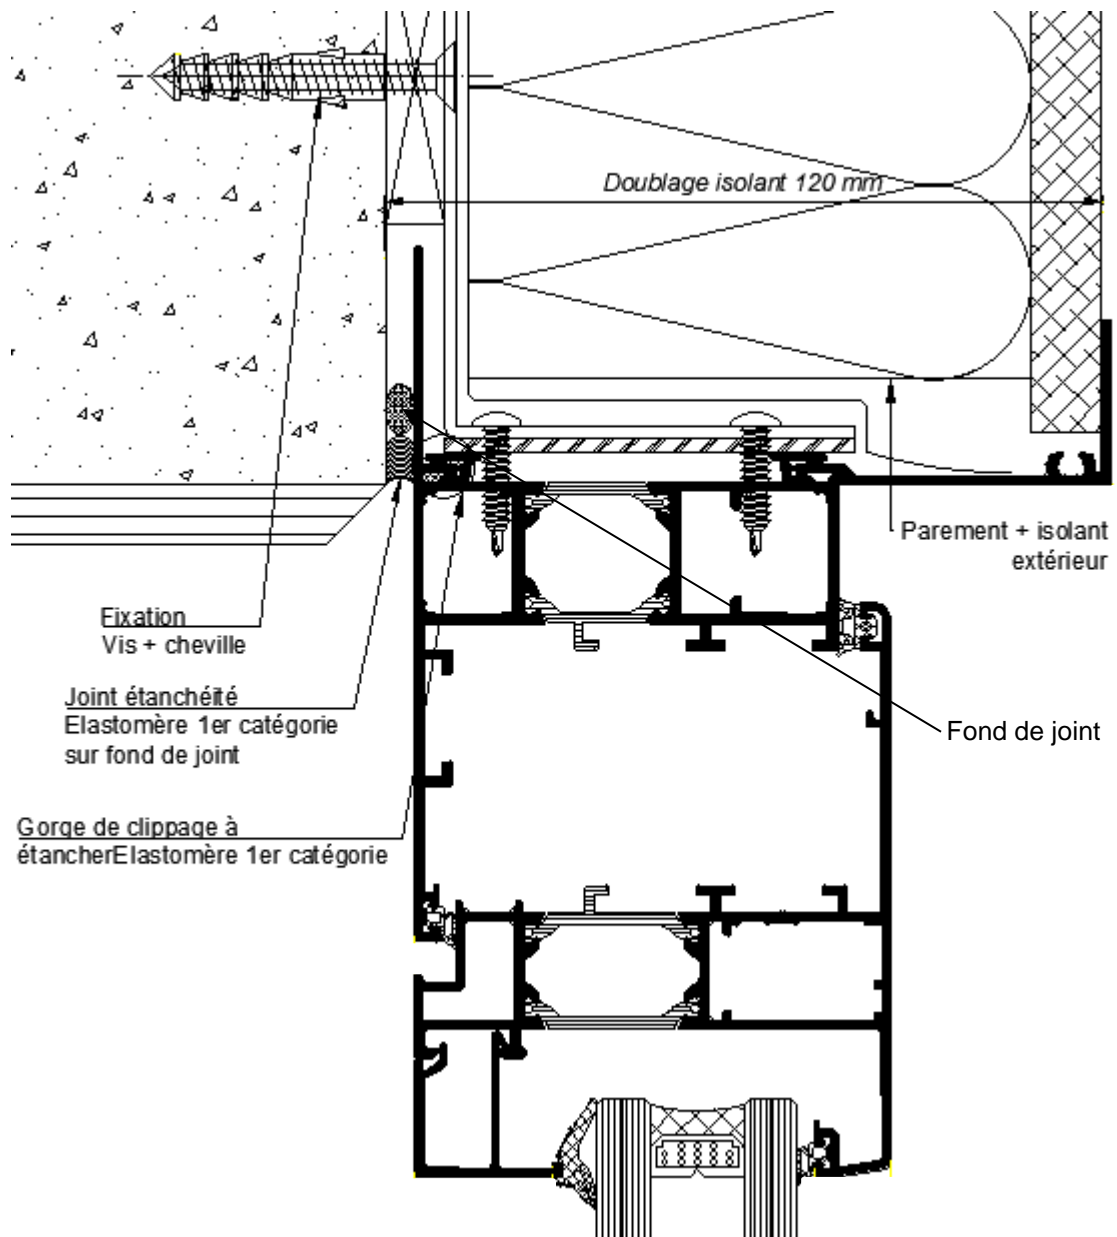 Doublage isolant 120 mm
Parement + isolant
extérieur
Fixation
Vis + cheville
Joint étanchéité
Elastomère 1er catégorie
sur fond de joint
Fond de joint
Gorge de clippage à
étancherElastomère 1er catégorie